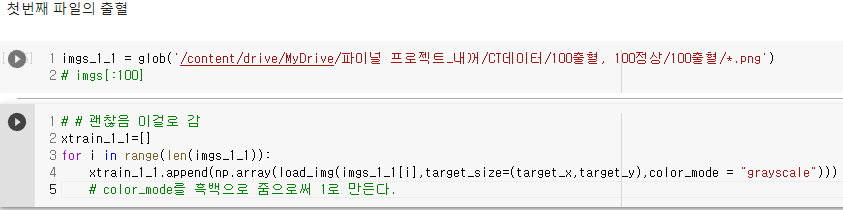 첫번째 파일의 출혈
1 imgs_1_1 = glob('/content/drive/MyDrive/파이널 프로젝트_내꺼/CT데이터/100출혈, 100정상/100출혈/*.png')
2 # imgs[:100]
1 # # 괜찮음 이걸로 감
2 xtrain_1_1=[]
3 for i in range(len(imgs_1_1)):
4 xtrain_1_1.append(np.array(load_img(imgs_1_1[i],target_size=(target_x,target_y),color_mode = "grayscale")))
5 # color_mode를 흑백으로 줌으로써 1로 만든다.